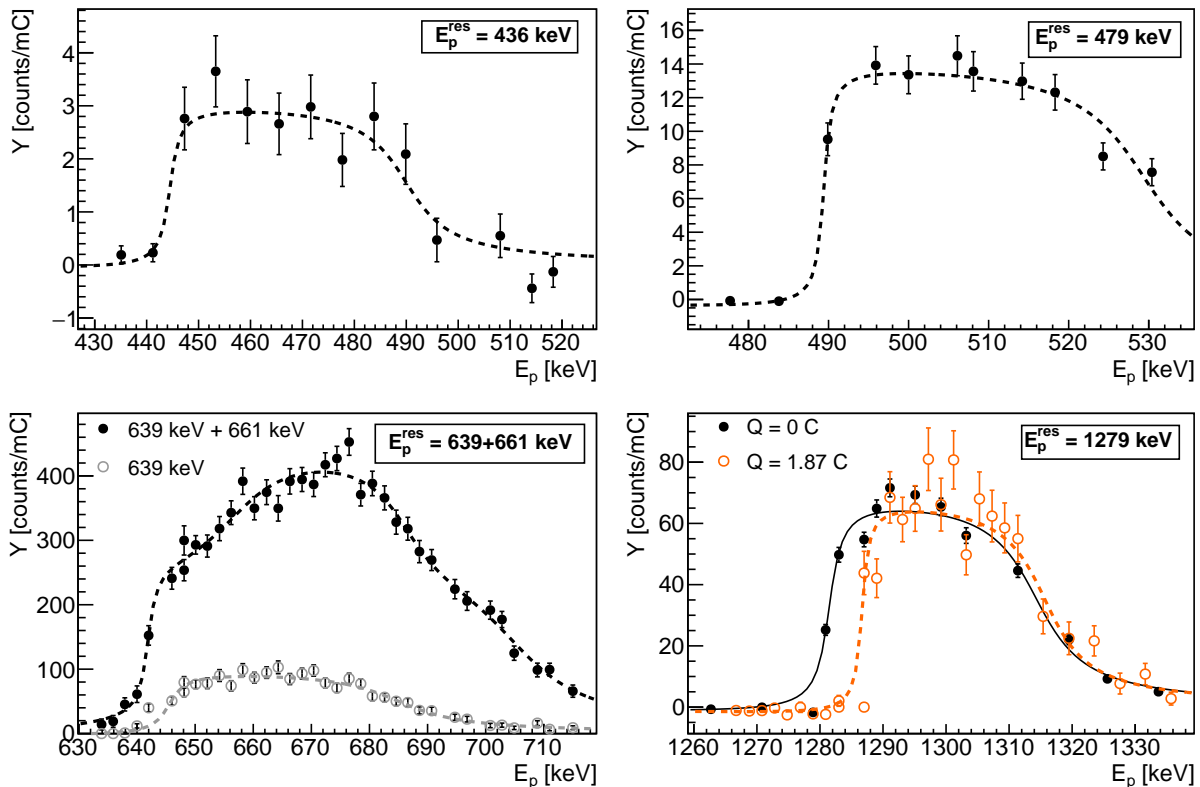 E_p^res = 436 keV
Y [counts/mC]
4
3
2
1
0
−1
430 440 450 460 470 480 490 500 510 520
E_p [keV]
E_p^res = 479 keV
Y [counts/mC]
16
14
12
10
8
6
4
2
0
480 490 500 510 520 530
E_p [keV]
639 keV + 661 keV
639 keV
E_p^res = 639+661 keV
Y [counts/mC]
400
300
200
100
0
630 640 650 660 670 680 690 700 710
E_p [keV]
Q = 0 C
Q = 1.87 C
E_p^res = 1279 keV
Y [counts/mC]
80
60
40
20
0
1260 1270 1280 1290 1300 1310 1320 1330
E_p [keV]